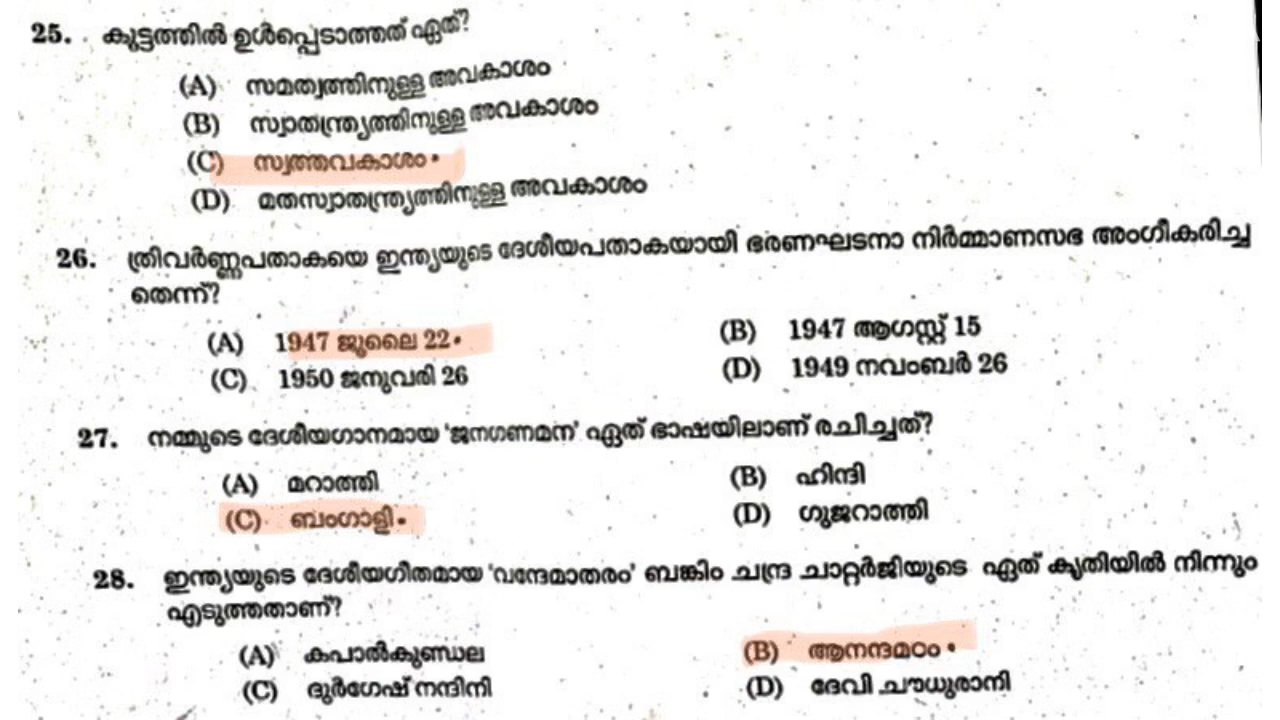 25. കൂട്ടത്തിൽ ഉൾപ്പെടാത്തത് ഏത്?
(A) സമത്വത്തിനുള്ള അവകാശം
(B) സ്വാതന്ത്ര്യത്തിനുള്ള അവകാശം
(C) സ്വത്തവകാശം
(D) മതസ്വാതന്ത്ര്യത്തിനുള്ള അവകാശം
26. ത്രിവർണ്ണപതാകയെ ഇന്ത്യയുടെ ദേശീയപതാകയായി ഭരണഘടനാ നിർമ്മാണസഭ അംഗീകരിച്ച
തെന്ന്?
(A) 1947 ജൂലൈ 22 (B) 1947 ആഗസ്റ്റ് 15
(C) 1950 ജനുവരി 26 (D) 1949 നവംബർ 26
27. നമ്മുടെ ദേശീയഗാനമായ 'ജനഗണമന' ഏത് ഭാഷയിലാണ് രചിച്ചത്?
(A) മറാത്തി (B) ഹിന്ദി
(C) ബംഗാളി (D) ഗുജറാത്തി
28. ഇന്ത്യയുടെ ദേശീയഗീതമായ 'വന്ദേമാതരം' ബങ്കിം ചന്ദ്ര ചാറ്റർജിയുടെ ഏത് കൃതിയിൽ നിന്നും
എടുത്തതാണ്?
(A) കപാൽകുണ്ഡല (B) ആനന്ദമഠം
(C) ദുർഗേഷ് നന്ദിനി (D) ദേവി ചൗധുരാനി